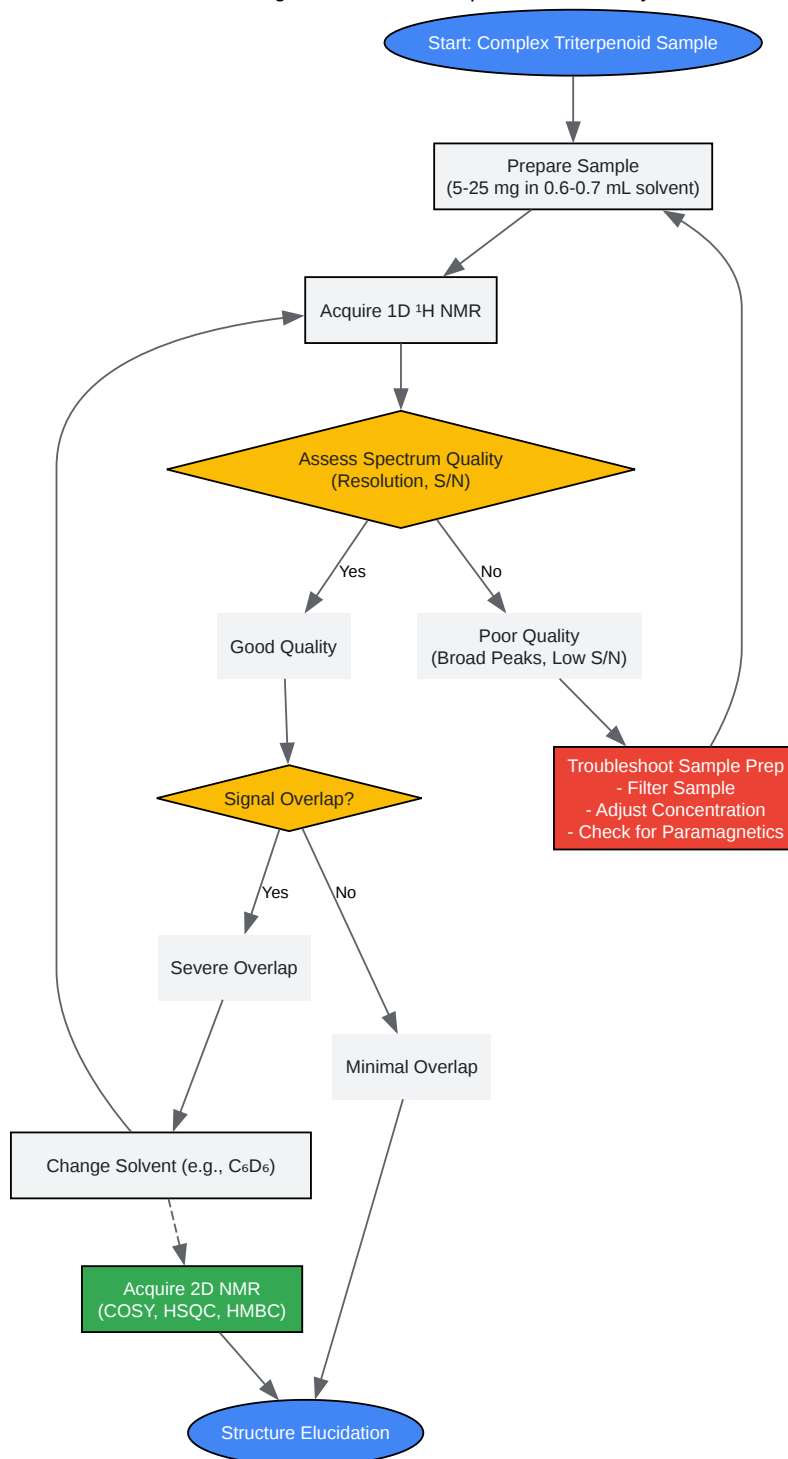 Start: Complex Triterpenoid Sample
Prepare Sample
(5-25 mg in 0.6-0.7 mL solvent)
Acquire 1D ¹H NMR
Assess Spectrum Quality
(Resolution, S/N)
Yes
No
Good Quality
Poor Quality
(Broad Peaks, Low S/N)
Troubleshoot Sample Prep
- Filter Sample
- Adjust Concentration
- Check for Paramagnetics
Signal Overlap?
Yes
No
Severe Overlap
Minimal Overlap
Change Solvent (e.g., C₆D₆)
Acquire 2D NMR
(COSY, HSQC, HMBC)
Structure Elucidation